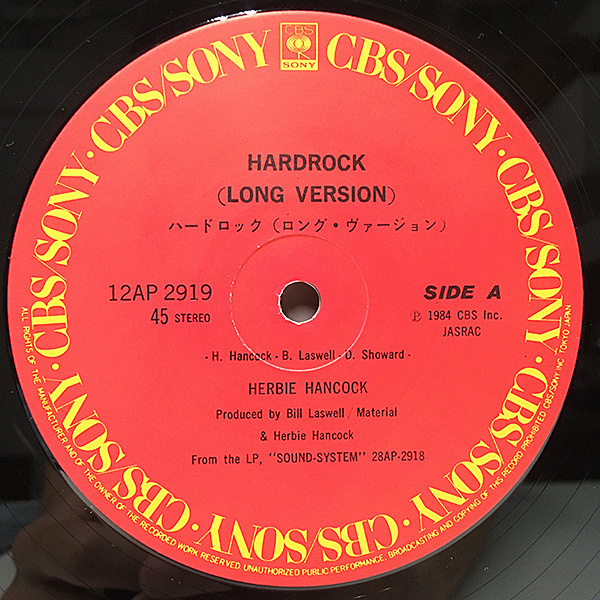 CBS
SONY
CBS/SONY · CBS/SONY · CBS/SONY · CBS/SONY · CBS/SONY · CBS/SONY · CBS/SONY · CBS/SONY
HARDROCK
(LONG VERSION)
ハードロック (ロング・ヴァージョン)
12AP 2919
SIDE A
45 STEREO
Ⓟ 1984 CBS Inc.
JASRAC
- H. Hancock - B. Laswell - D. Showard -
HERBIE HANCOCK
Produced by Bill Laswell / Material
& Herbie Hancock
From the LP, "SOUND-SYSTEM" 28AP-2918
ALL RIGHTS OF THE MANUFACTURER AND OF THE OWNER OF THE RECORDED WORK RESERVED. UNAUTHORIZED PUBLIC PERFORMANCE, BROADCASTING AND COPYING OF THIS RECORD PROHIBITED CBS/SONY INC. TOKYO JAPAN